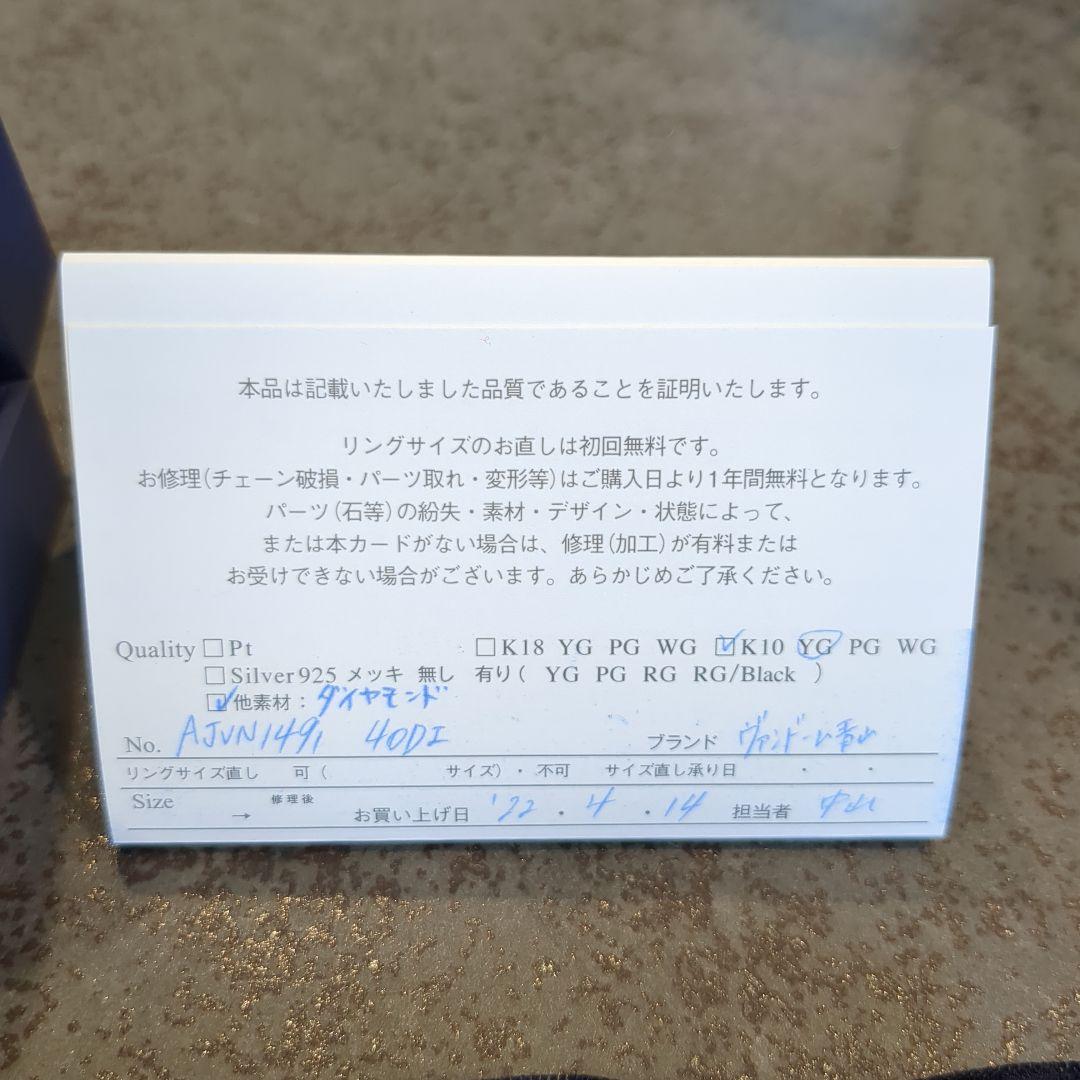 本品は記載いたしました品質であることを証明いたします。
リングサイズのお直しは初回無料です。
お修理(チェーン破損・パーツ取れ・変形等)はご購入日より1年間無料となります。
パーツ(石等)の紛失・素材・デザイン・状態によって、
または本カードがない場合は、修理(加工)が有料または
お受けできない場合がございます。あらかじめご了承ください。
Quality □Pt □K18 YG PG WG ☑K10 YG PG WG
□Silver925 メッキ 無し 有り( YG PG RG RG/Black )
☑他素材：ダイヤモンド
No. AJVN1491 40DI ブランド ヴァンドーム青山
リングサイズ直し 可( サイズ)・不可 サイズ直し承り日 ・ ・
Size 修理後 → お買い上げ日 '22・4・14 担当者 中山